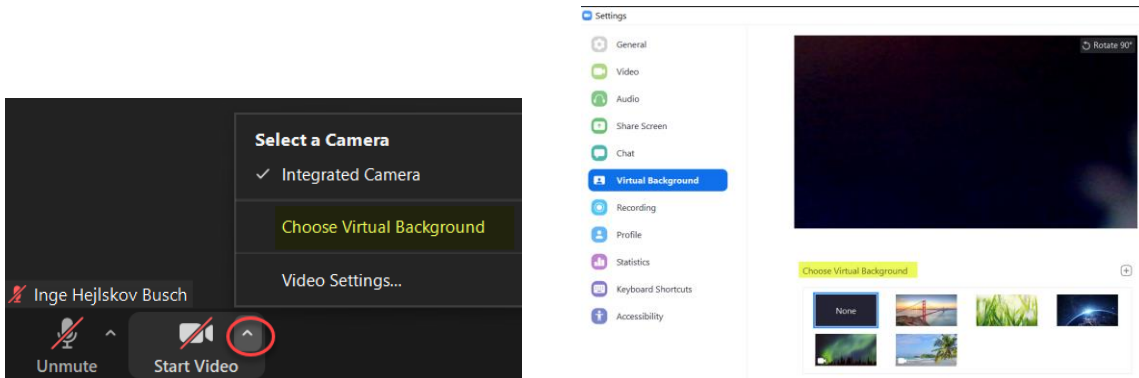 Select a Camera
Integrated Camera
Choose Virtual Background
Video Settings...
Inge Hejlskov Busch
Unmute
Start Video
Settings
General
Video
Audio
Share Screen
Chat
Virtual Background
Recording
Profile
Statistics
Keyboard Shortcuts
Accessibility
Rotate 90°
Choose Virtual Background
None